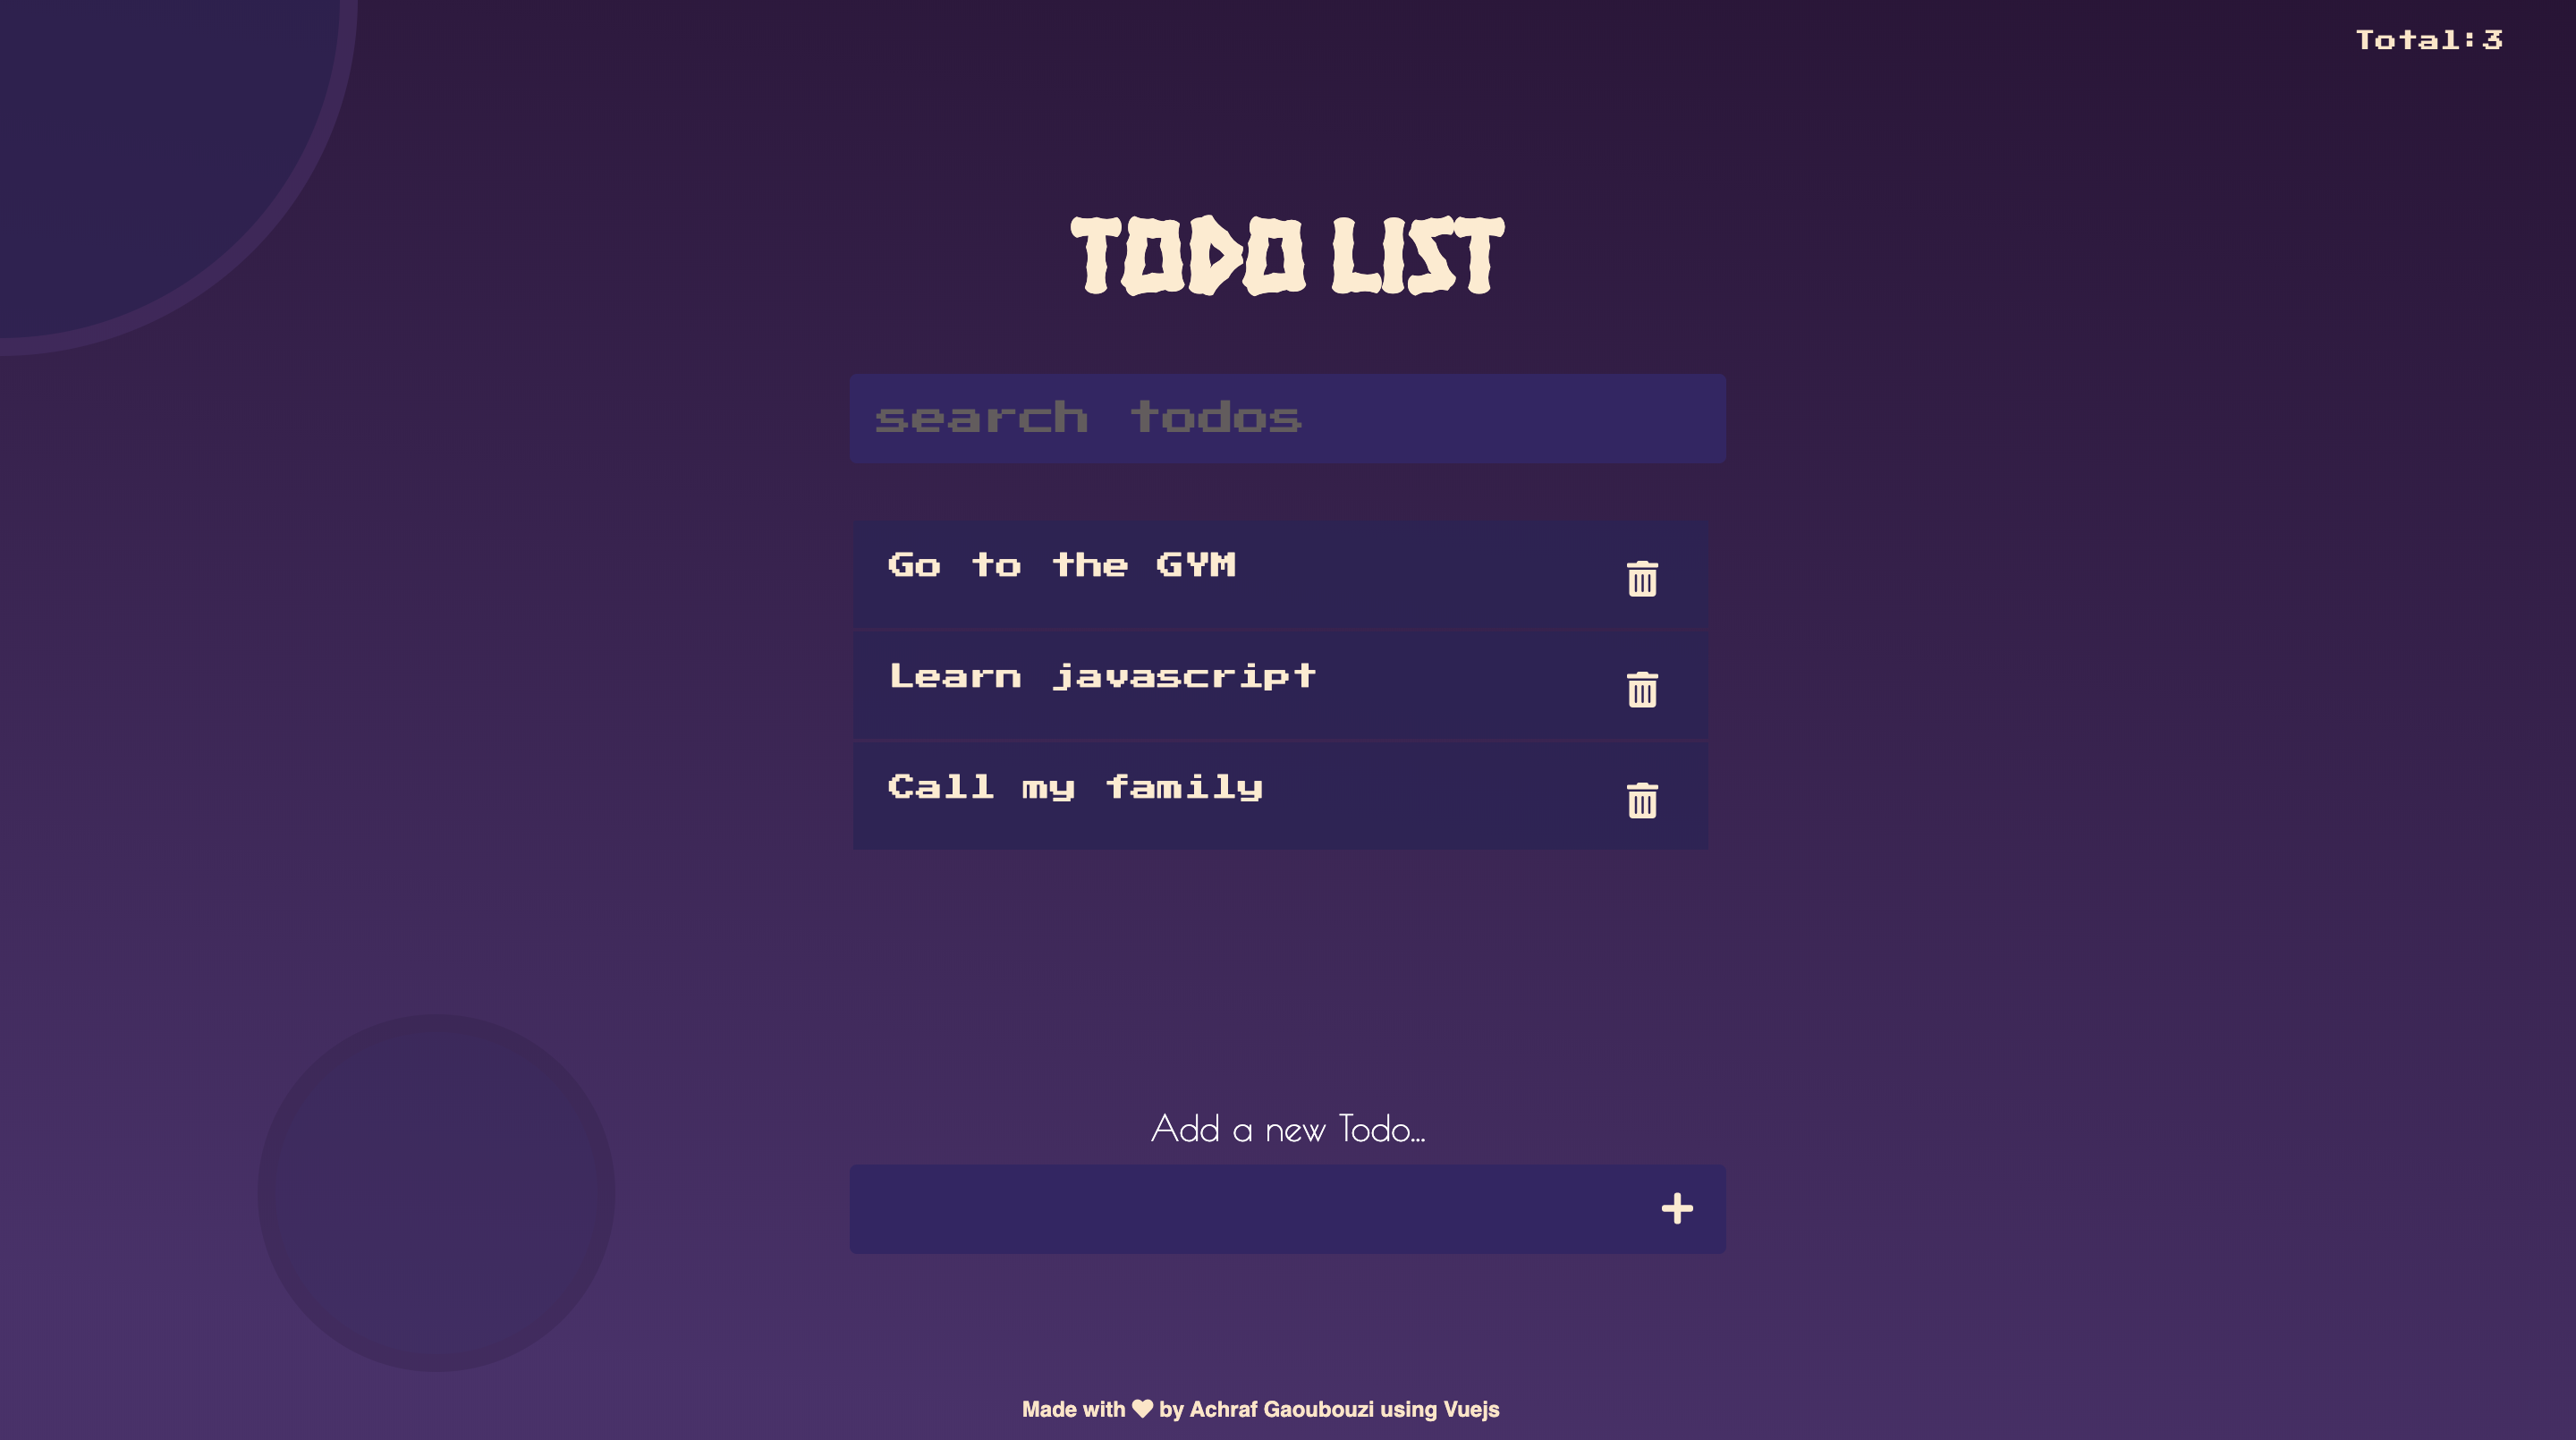 Total:3
TODO LIST
search todos
Go to the GYM
Learn javascript
Call my family
Add a new Todo...
Made with ❤ by Achraf Gaoubouzi using Vuejs